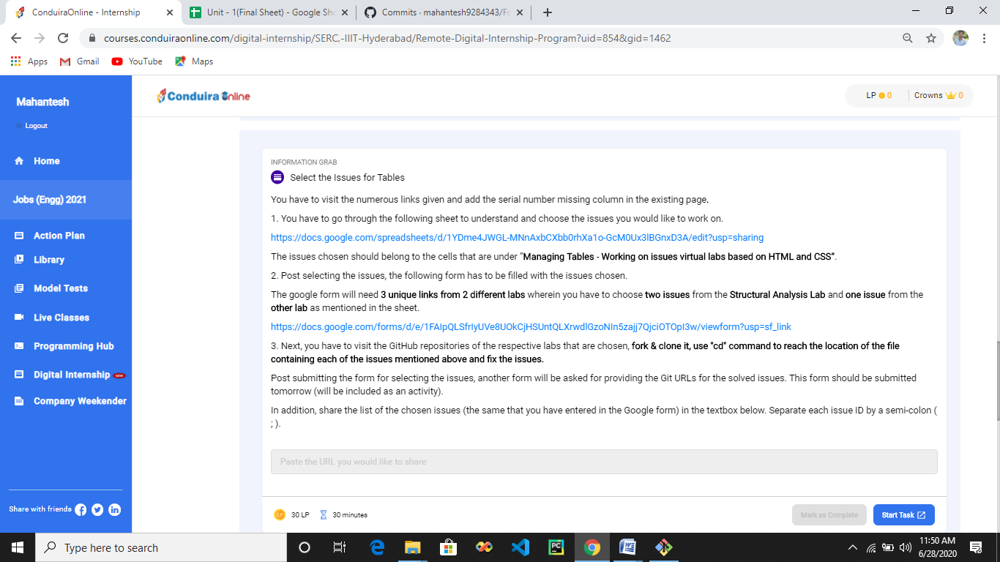 ConduiraOnline - Internship
Unit - 1(Final Sheet) - Google She
Commits · mahantesh9284343/Fo
courses.conduiraonline.com/digital-internship/SERC,-IIIT-Hyderabad/Remote-Digital-Internship-Program?uid=854&gid=1462
Apps Gmail YouTube Maps
Mahantesh
Logout
Home
Jobs (Engg) 2021
Action Plan
Library
Model Tests
Live Classes
Programming Hub
Digital Internship NEW
Company Weekender
Share with friends
Conduira Online
LP 0 Crowns 0
INFORMATION GRAB
Select the Issues for Tables
You have to visit the numerous links given and add the serial number missing column in the existing page.
1. You have to go through the following sheet to understand and choose the issues you would like to work on.
https://docs.google.com/spreadsheets/d/1YDme4JWGL-MNnAxbCXbb0rhXa1o-GcM0Ux3lBGnxD3A/edit?usp=sharing
The issues chosen should belong to the cells that are under "Managing Tables - Working on issues virtual labs based on HTML and CSS”.
2. Post selecting the issues, the following form has to be filled with the issues chosen.
The google form will need 3 unique links from 2 different labs wherein you have to choose two issues from the Structural Analysis Lab and one issue from the
other lab as mentioned in the sheet.
https://docs.google.com/forms/d/e/1FAIpQLSfrIyUVe8UOkCjHSUntQLXrwdlGzoNIn5zajj7QjciOTOpI3w/viewform?usp=sf_link
3. Next, you have to visit the GitHub repositories of the respective labs that are chosen, fork & clone it, use "cd" command to reach the location of the file
containing each of the issues mentioned above and fix the issues.
Post submitting the form for selecting the issues, another form will be asked for providing the Git URLs for the solved issues. This form should be submitted
tomorrow (will be included as an activity).
In addition, share the list of the chosen issues (the same that you have entered in the Google form) in the textbox below. Separate each issue ID by a semi-colon (
; ).
Paste the URL you would like to share
LP 30 LP 30 minutes
Mark as Complete
Start Task
Type here to search
11:50 AM
6/28/2020